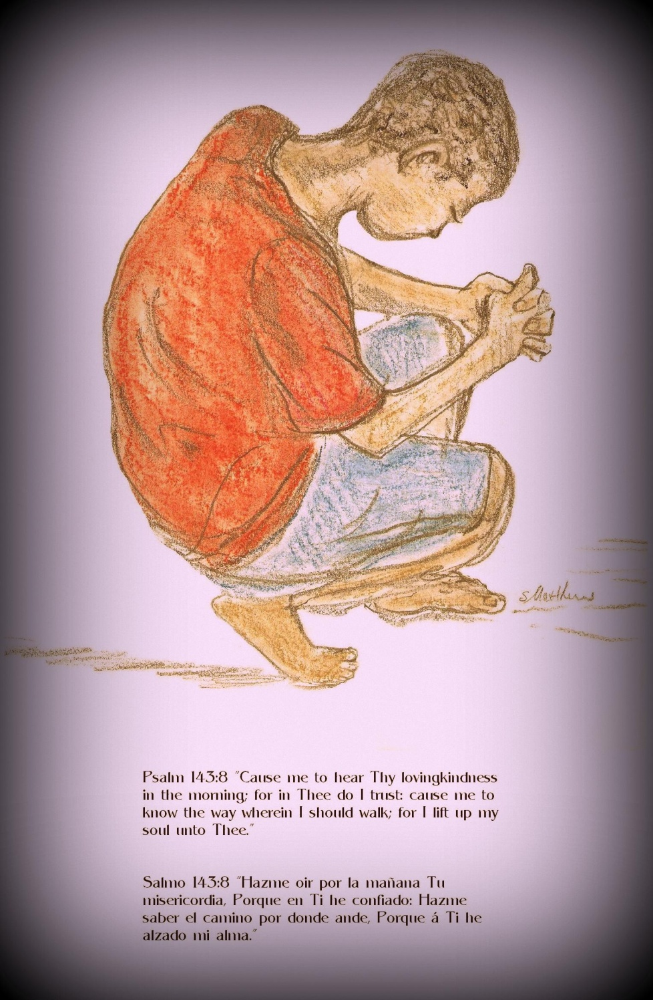 S Matthews
Psalm 143:8 "Cause me to hear Thy lovingkindness
in the morning; for in Thee do I trust: cause me to
know the way wherein I should walk; for I lift up my
soul unto Thee."
Salmo 143:8 "Hazme oir por la mañana Tu
misericordia, Porque en Ti he confiado: Hazme
saber el camino por donde ande, Porque á Ti he
alzado mi alma."